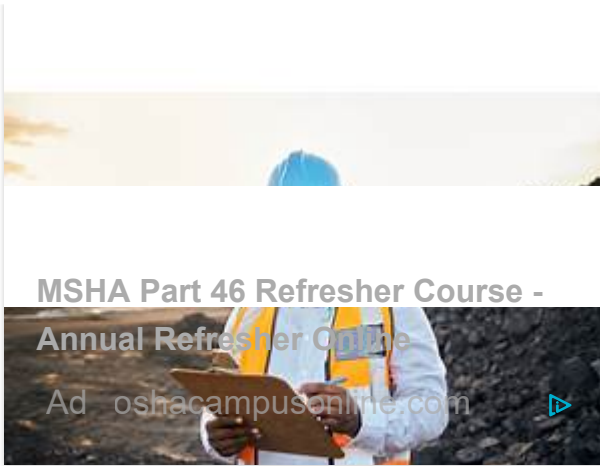 MSHA Part 46 Refresher Course -
Annual Refresher Online
Ad oshacampusonline.com